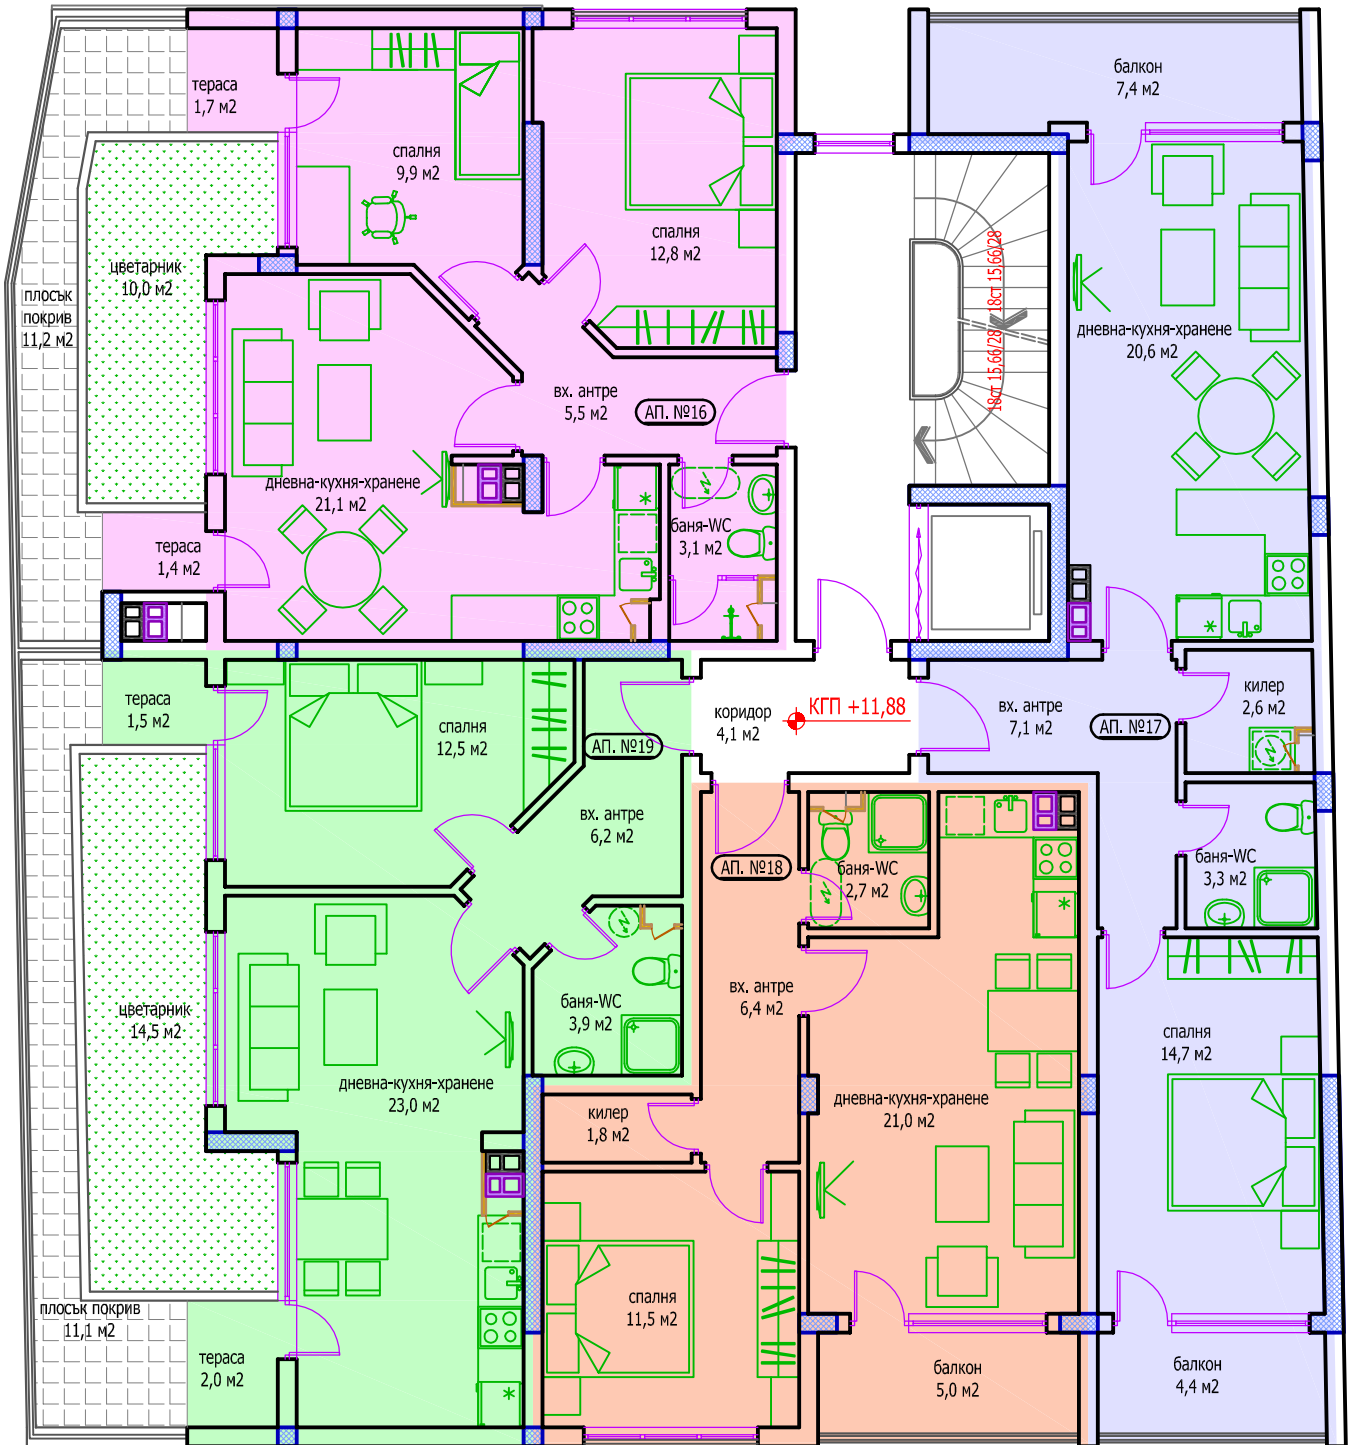 балкон
7,4 м2
тераса
1,7 м2
спалня
9,9 м2
спалня
12,8 м2
цветарник
10,0 м2
плосък
покрив
11,2 м2
18ст 15,66/28
18ст 15,66/28
дневна-кухня-хранене
20,6 м2
вх. антре
5,5 м2
АП. №16
дневна-кухня-хранене
21,1 м2
баня-WC
3,1 м2
тераса
1,4 м2
тераса
1,5 м2
спалня
12,5 м2
АП. №19
коридор
4,1 м2
КГП +11,88
вх. антре
7,1 м2
АП. №17
килер
2,6 м2
вх. антре
6,2 м2
АП. №18
баня-WC
2,7 м2
баня-WC
3,3 м2
цветарник
14,5 м2
баня-WC
3,9 м2
вх. антре
6,4 м2
спалня
14,7 м2
дневна-кухня-хранене
23,0 м2
килер
1,8 м2
дневна-кухня-хранене
21,0 м2
плосък покрив
11,1 м2
спалня
11,5 м2
тераса
2,0 м2
балкон
5,0 м2
балкон
4,4 м2